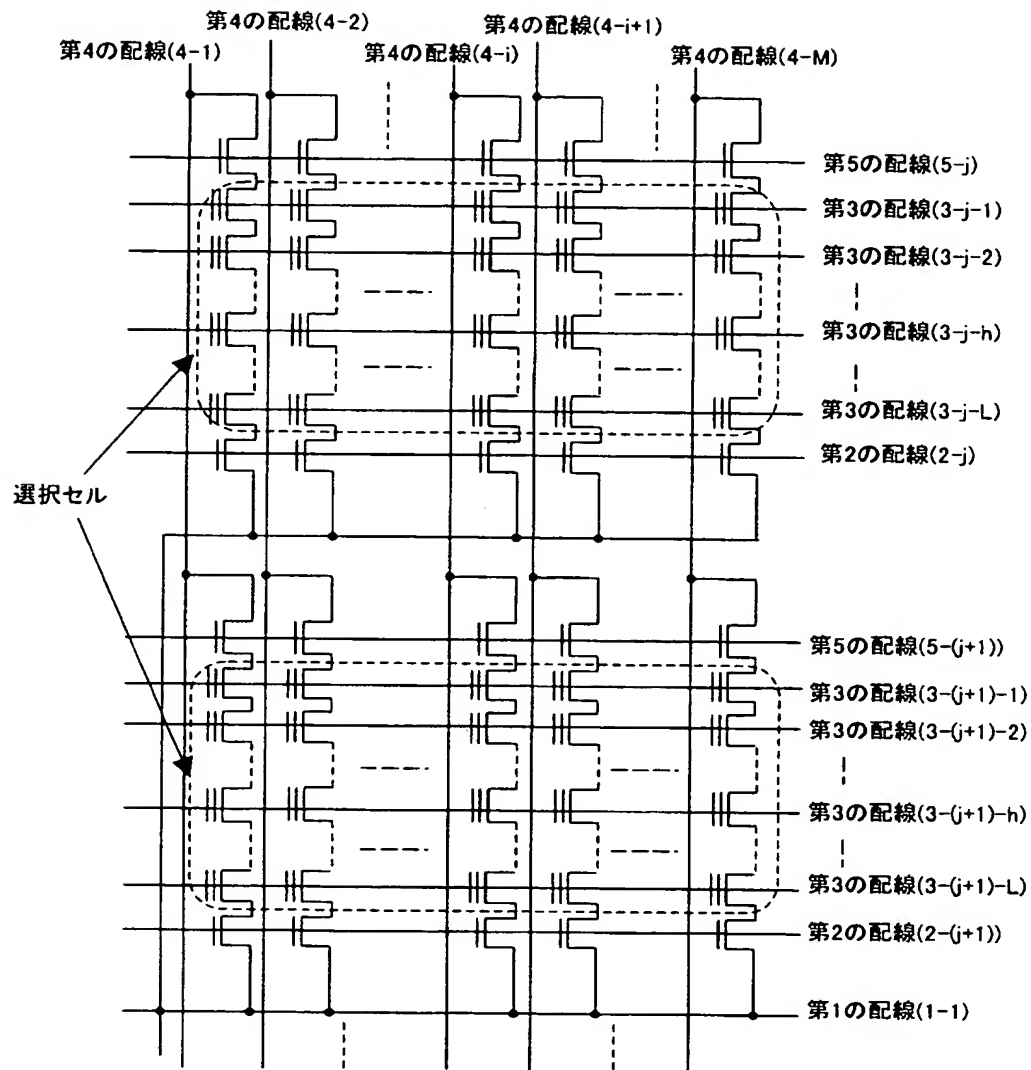 第4の配線(4-2)
第4の配線(4-i+1)
第4の配線(4-1)
第4の配線(4-i)
第4の配線(4-M)
第5の配線(5-j)
第3の配線(3-j-1)
第3の配線(3-j-2)
第3の配線(3-j-h)
第3の配線(3-j-L)
第2の配線(2-j)
選択セル
第5の配線(5-(j+1))
第3の配線(3-(j+1)-1)
第3の配線(3-(j+1)-2)
第3の配線(3-(j+1)-h)
第3の配線(3-(j+1)-L)
第2の配線(2-(j+1))
第1の配線(1-1)